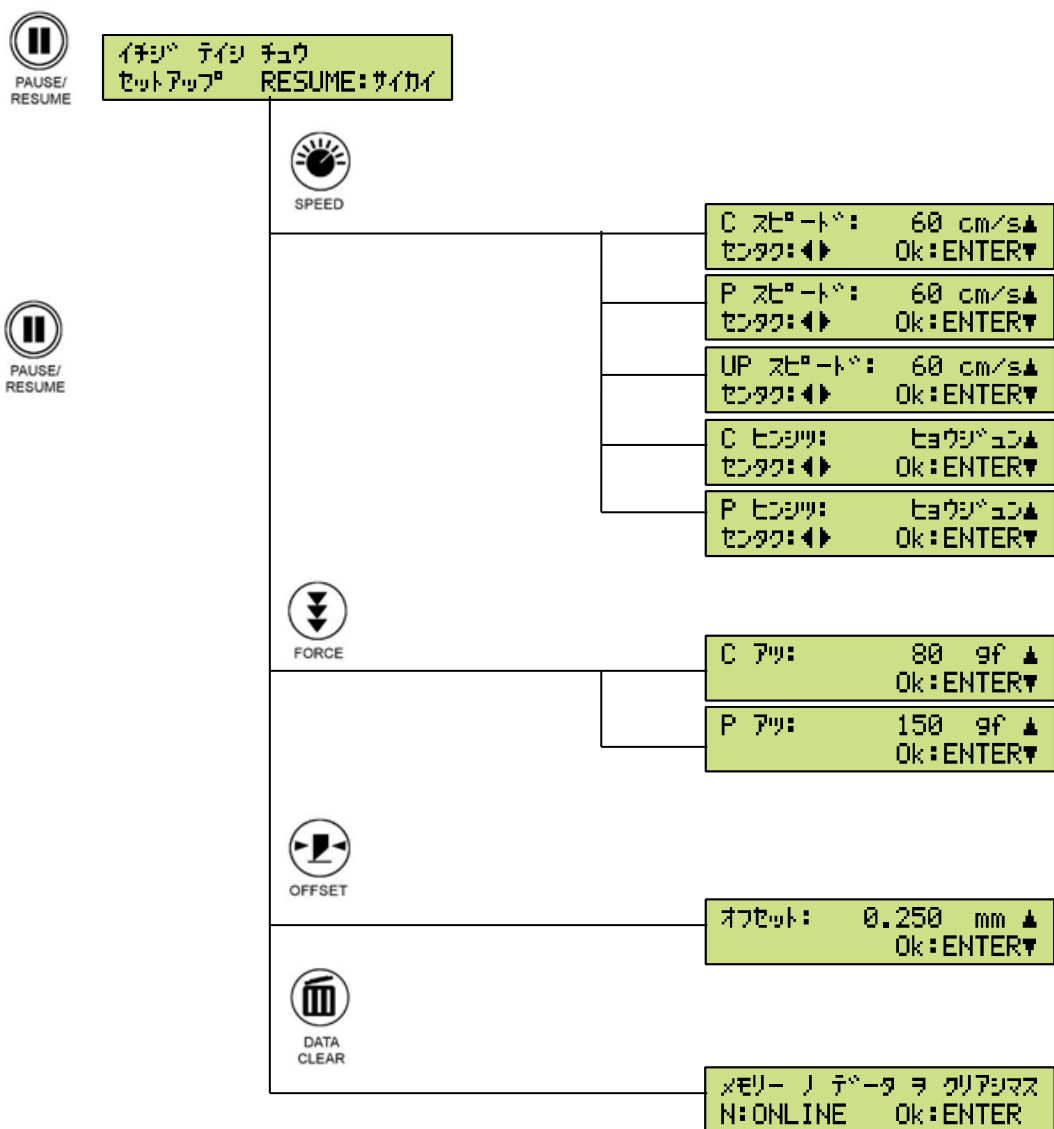 PAUSE/
RESUME
イチジ テイシ チュウ
セットアップ RESUME:サイカイ
SPEED
C スピード: 60 cm/s▲
センタク:◀▶ Ok:ENTER▼
P スピード: 60 cm/s▲
センタク:◀▶ Ok:ENTER▼
PAUSE/
RESUME
UP スピード: 60 cm/s▲
センタク:◀▶ Ok:ENTER▼
C ヒンシツ: ヒョウジュン▲
センタク:◀▶ Ok:ENTER▼
P ヒンシツ: ヒョウジュン▲
センタク:◀▶ Ok:ENTER▼
FORCE
C アツ: 80 gf ▲
Ok:ENTER▼
P アツ: 150 gf ▲
Ok:ENTER▼
OFFSET
オフセット: 0.250 mm ▲
Ok:ENTER▼
DATA
CLEAR
メモリー ノ データ ヲ クリアシマス
N:ONLINE Ok:ENTER